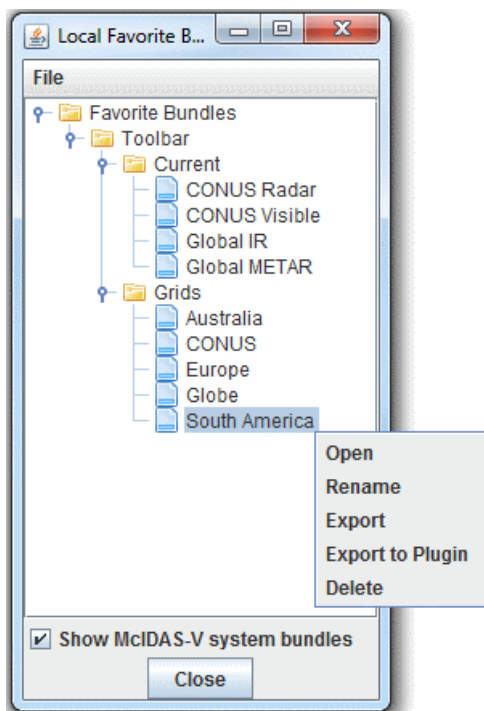 Local Favorite B...
File
Favorite Bundles
Toolbar
Current
CONUS Radar
CONUS Visible
Global IR
Global METAR
Grids
Australia
CONUS
Europe
Globe
South America
Open
Rename
Export
Export to Plugin
Delete
Show McIDAS-V system bundles
Close